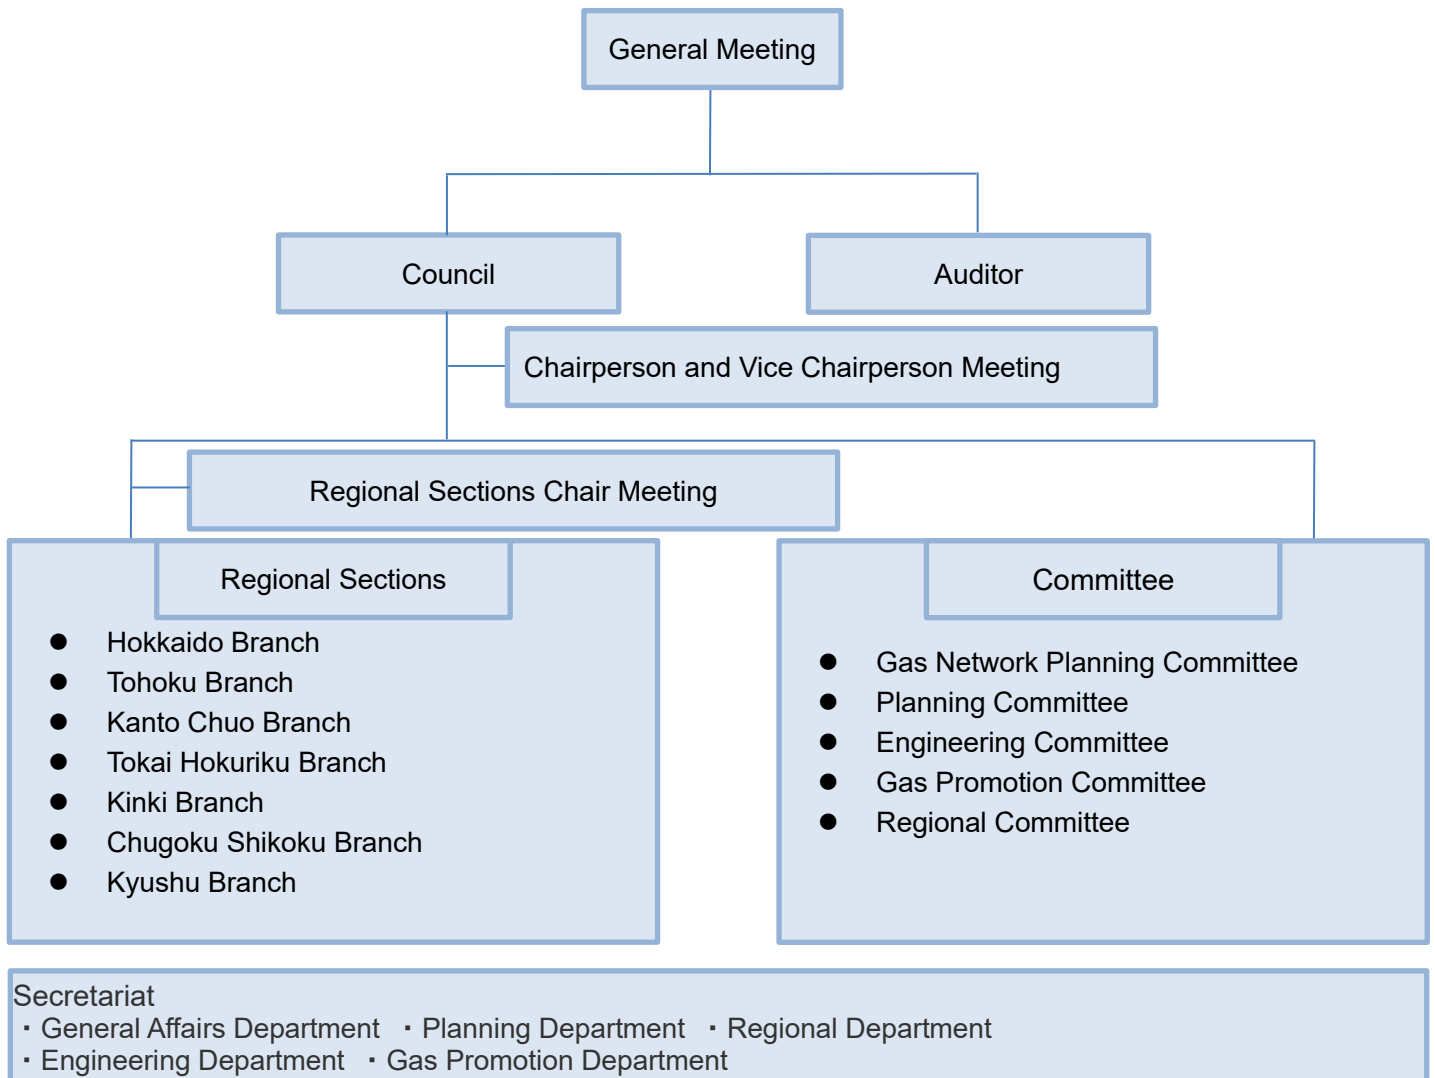 General Meeting
Council
Auditor
Chairperson and Vice Chairperson Meeting
Regional Sections Chair Meeting
Regional Sections
● Hokkaido Branch
● Tohoku Branch
● Kanto Chuo Branch
● Tokai Hokuriku Branch
● Kinki Branch
● Chugoku Shikoku Branch
● Kyushu Branch
Committee
● Gas Network Planning Committee
● Planning Committee
● Engineering Committee
● Gas Promotion Committee
● Regional Committee
Secretariat
・General Affairs Department ・Planning Department ・Regional Department
・Engineering Department ・Gas Promotion Department